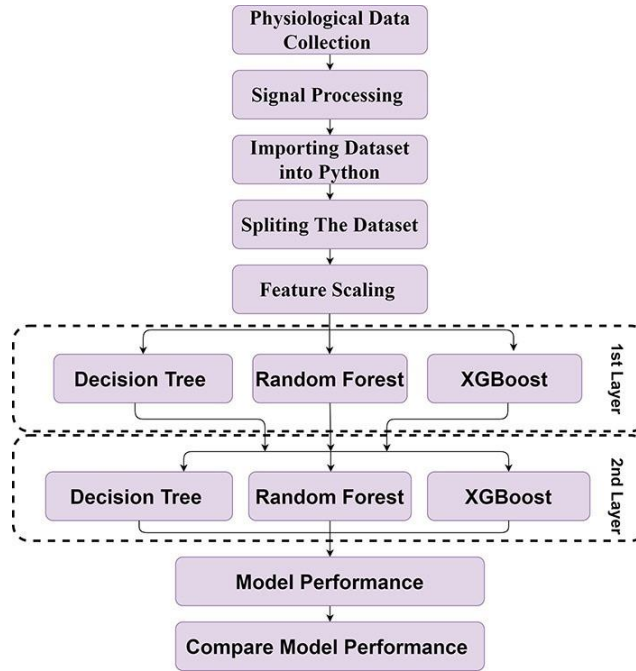 Physiological Data
Collection
Signal Processing
Importing Dataset
into Python
Spliting The Dataset
Feature Scaling
Decision Tree
Random Forest
XGBoost
1st Layer
Decision Tree
Random Forest
XGBoost
2nd Layer
Model Performance
Compare Model Performance